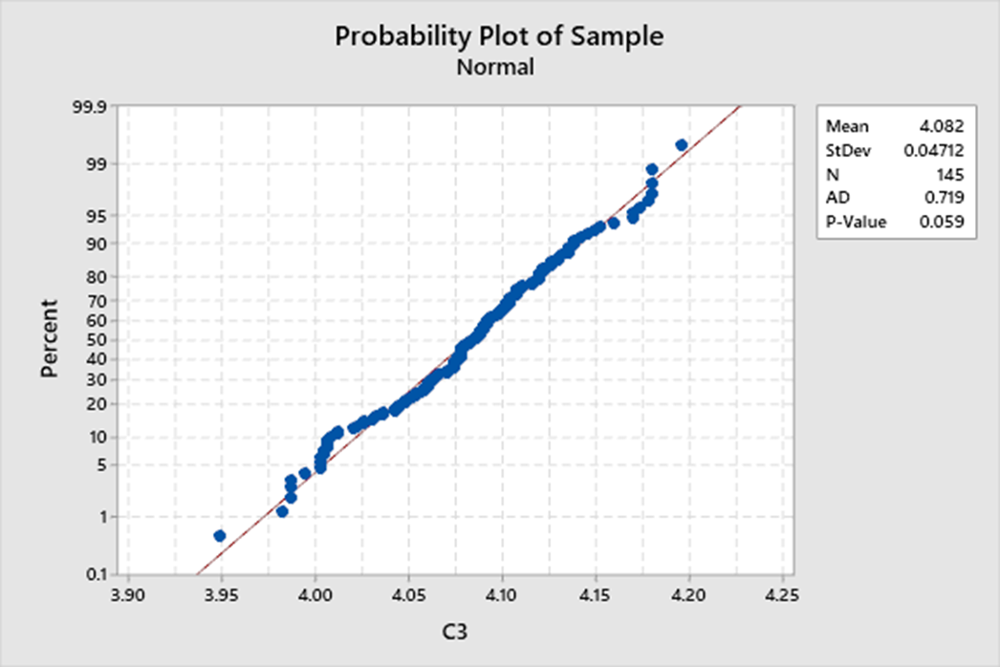 Probability Plot of Sample
Normal
99.9
99
95
90
80
70
60
50
40
30
20
10
5
1
0.1
Percent
3.90 3.95 4.00 4.05 4.10 4.15 4.20 4.25
C3
Mean 4.082
StDev 0.04712
N 145
AD 0.719
P-Value 0.059